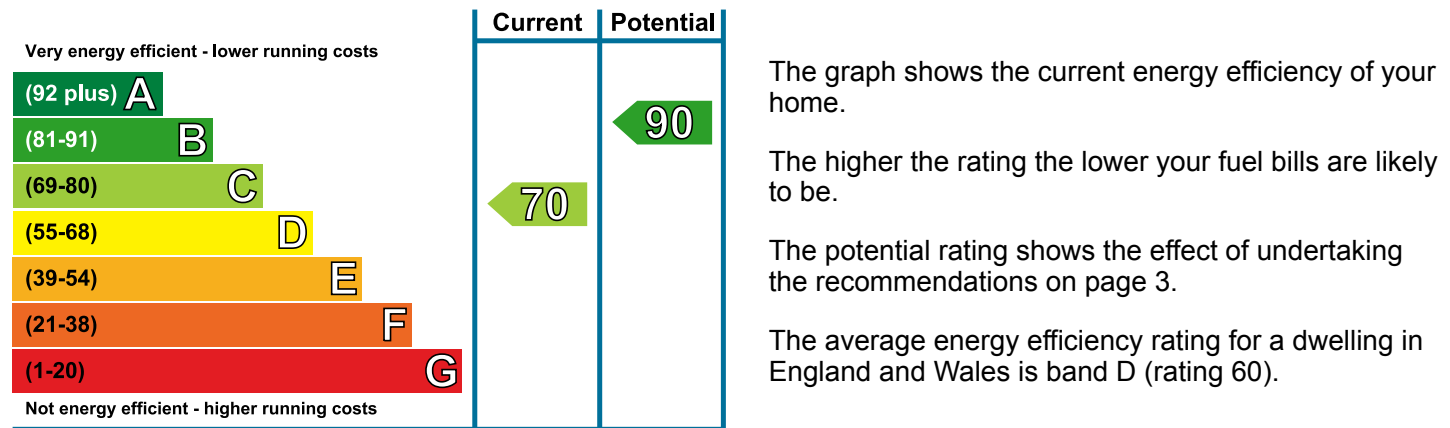 Current Potential
Very energy efficient - lower running costs
(92 plus) A
(81-91) B
(69-80) C
(55-68) D
(39-54) E
(21-38) F
(1-20) G
Not energy efficient - higher running costs
70
90
The graph shows the current energy efficiency of your
home.
The higher the rating the lower your fuel bills are likely
to be.
The potential rating shows the effect of undertaking
the recommendations on page 3.
The average energy efficiency rating for a dwelling in
England and Wales is band D (rating 60).